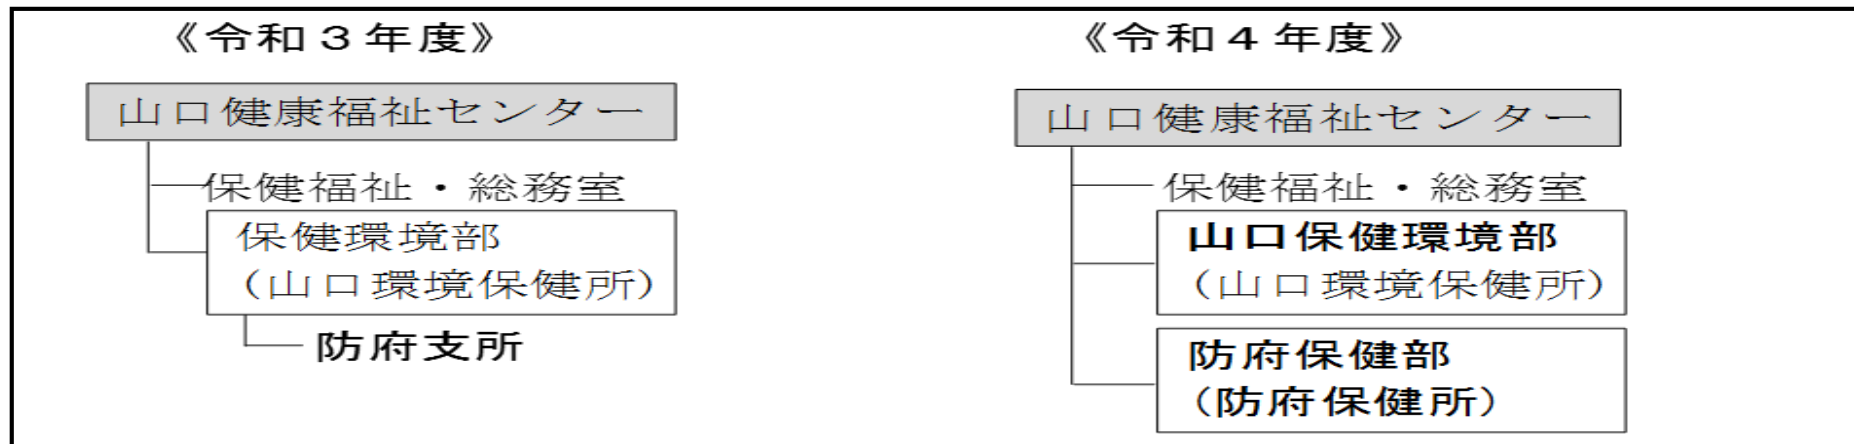 《令和３年度》
山口健康福祉センター
保健福祉・総務室
保健環境部
（山口環境保健所）
防府支所
《令和４年度》
山口健康福祉センター
保健福祉・総務室
山口保健環境部
（山口環境保健所）
防府保健部
（防府保健所）